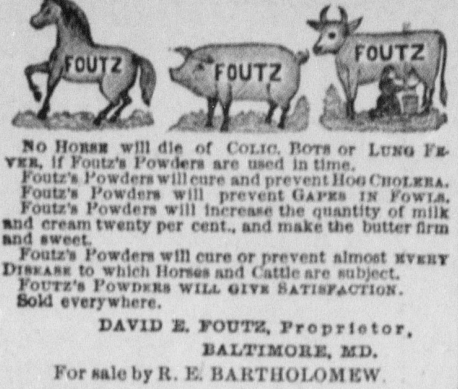 FOUTZ FOUTZ FOUTZ
No Horse will die of Colic, Bots or Lung Fe-
ver, if Foutz's Powders are used in time.
Foutz's Powders will cure and prevent Hog Cholera.
Foutz's Powders will prevent Gapes in Fowls.
Foutz's Powders will increase the quantity of milk
and cream twenty per cent., and make the butter firm
and sweet.
Foutz's Powders will cure or prevent almost every
Disease to which Horses and Cattle are subject.
Foutz's Powders will give Satisfaction.
Sold everywhere.
DAVID E. FOUTZ, Proprietor,
BALTIMORE, MD.
For sale by R. E. BARTHOLOMEW.